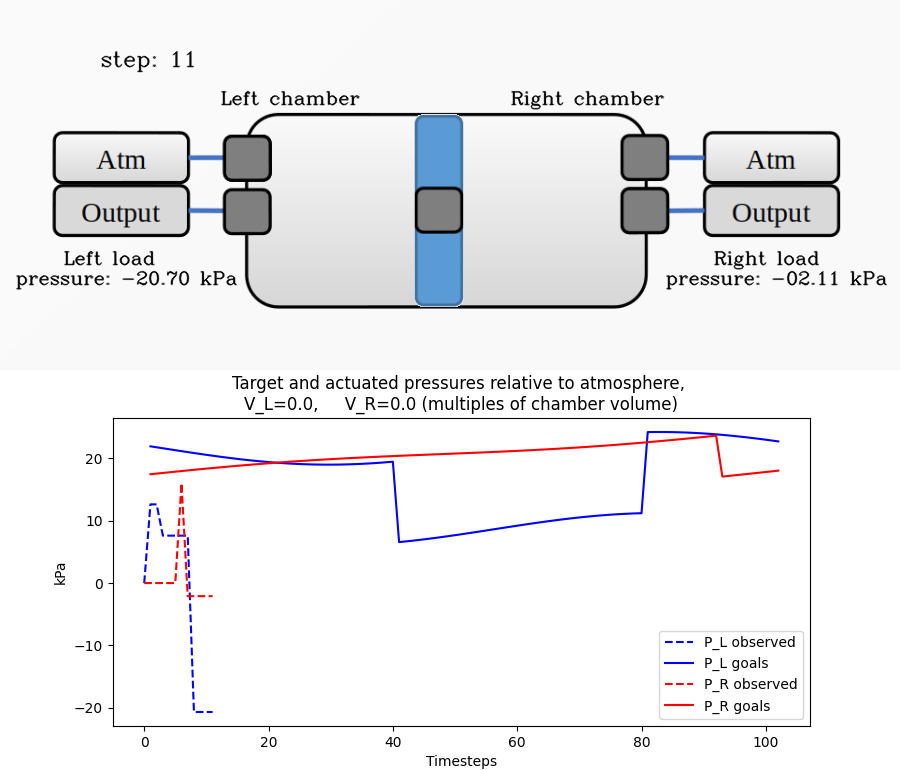 step: 11
Left chamber
Right chamber
Atm
Atm
Output
Output
Left load
pressure: -20.70 kPa
Right load
pressure: -02.11 kPa
Target and actuated pressures relative to atmosphere,
V_L=0.0,     V_R=0.0 (multiples of chamber volume)
kPa
20
10
0
−10
−20
P_L observed
P_L goals
P_R observed
P_R goals
0 20 40 60 80 100
Timesteps